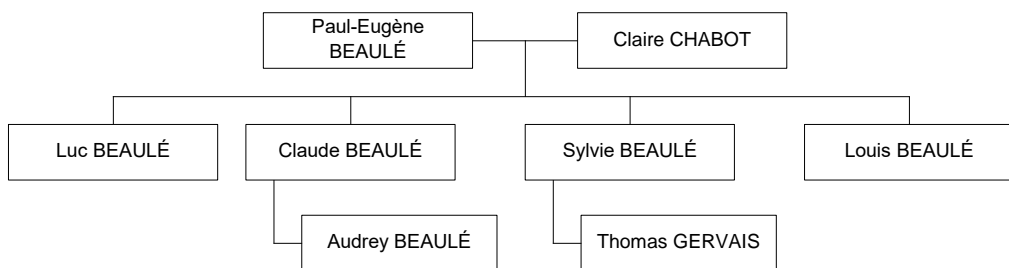 Paul-Eugène
BEAULÉ
Claire CHABOT
Luc BEAULÉ
Claude BEAULÉ
Sylvie BEAULÉ
Louis BEAULÉ
Audrey BEAULÉ
Thomas GERVAIS